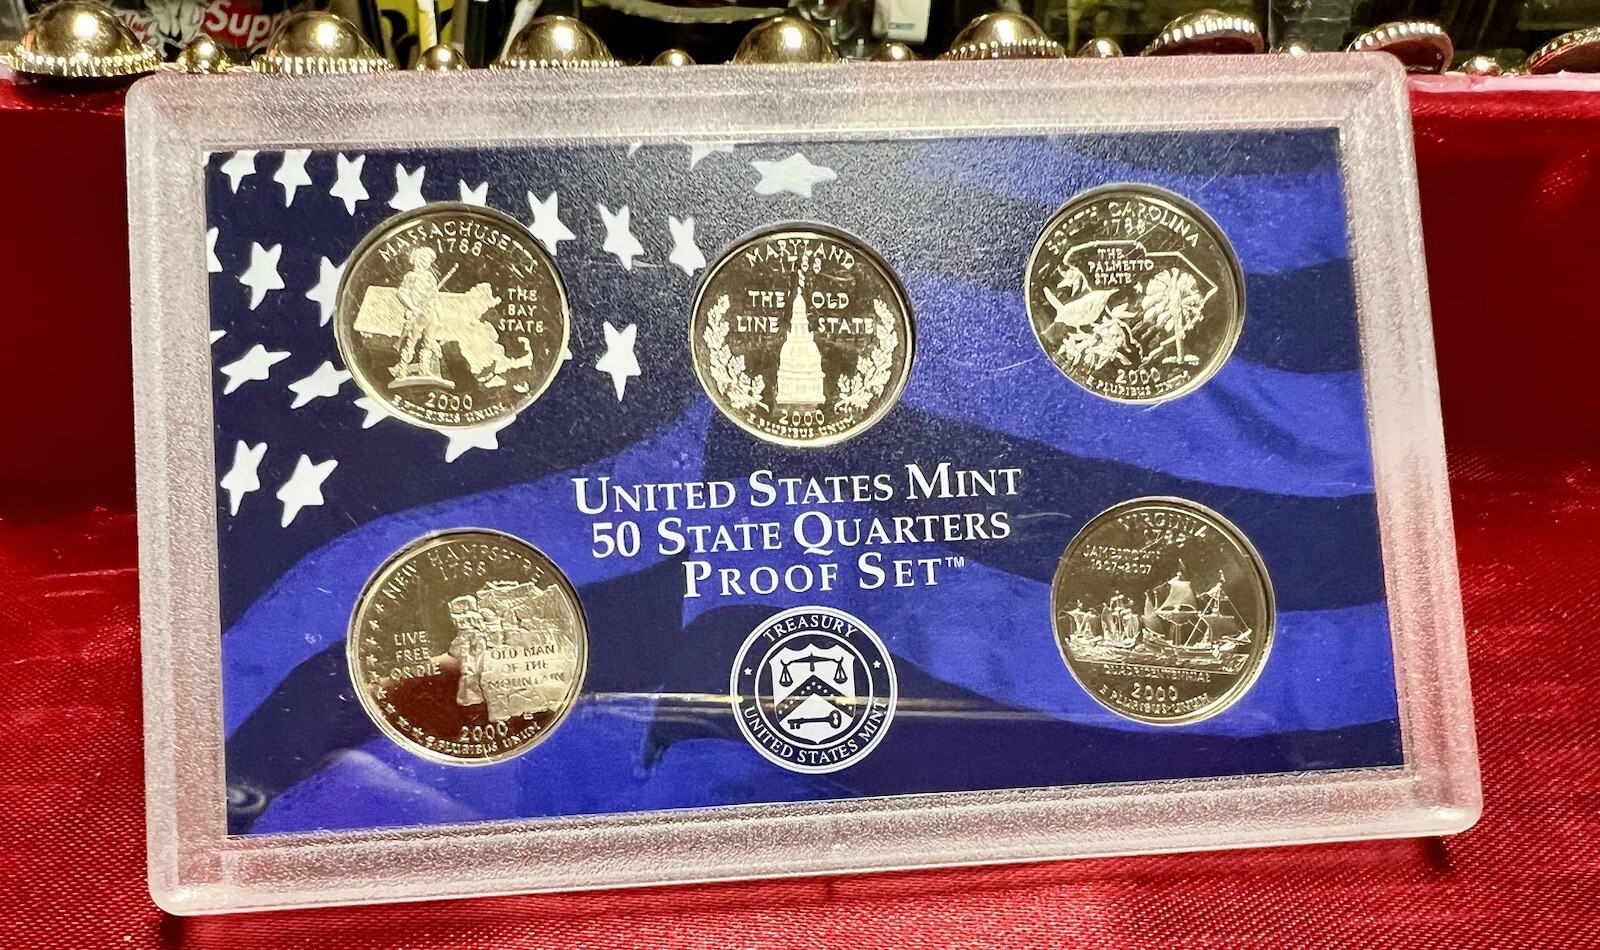 Sup
MASSACHUSETTS
1788
THE
BAY
STATE
2000
E PLURIBUS UNUM
MARYLAND
1788
THE OLD
LINE STATE
2000
E PLURIBUS UNUM
SOUTH CAROLINA
1788
THE
PALMETTO
STATE
2000
E PLURIBUS UNUM
UNITED STATES MINT
50 STATE QUARTERS
PROOF SET™
NEW HAMPSHIRE
1788
LIVE
FREE
OR DIE
OLD MAN
OF THE
MOUNTAIN
2000
E PLURIBUS UNUM
TREASURY
UNITED STATES MINT
VIRGINIA
1788
JAMESTOWN
1607-2007
QUADRICENTENNIAL
2000
E PLURIBUS UNUM